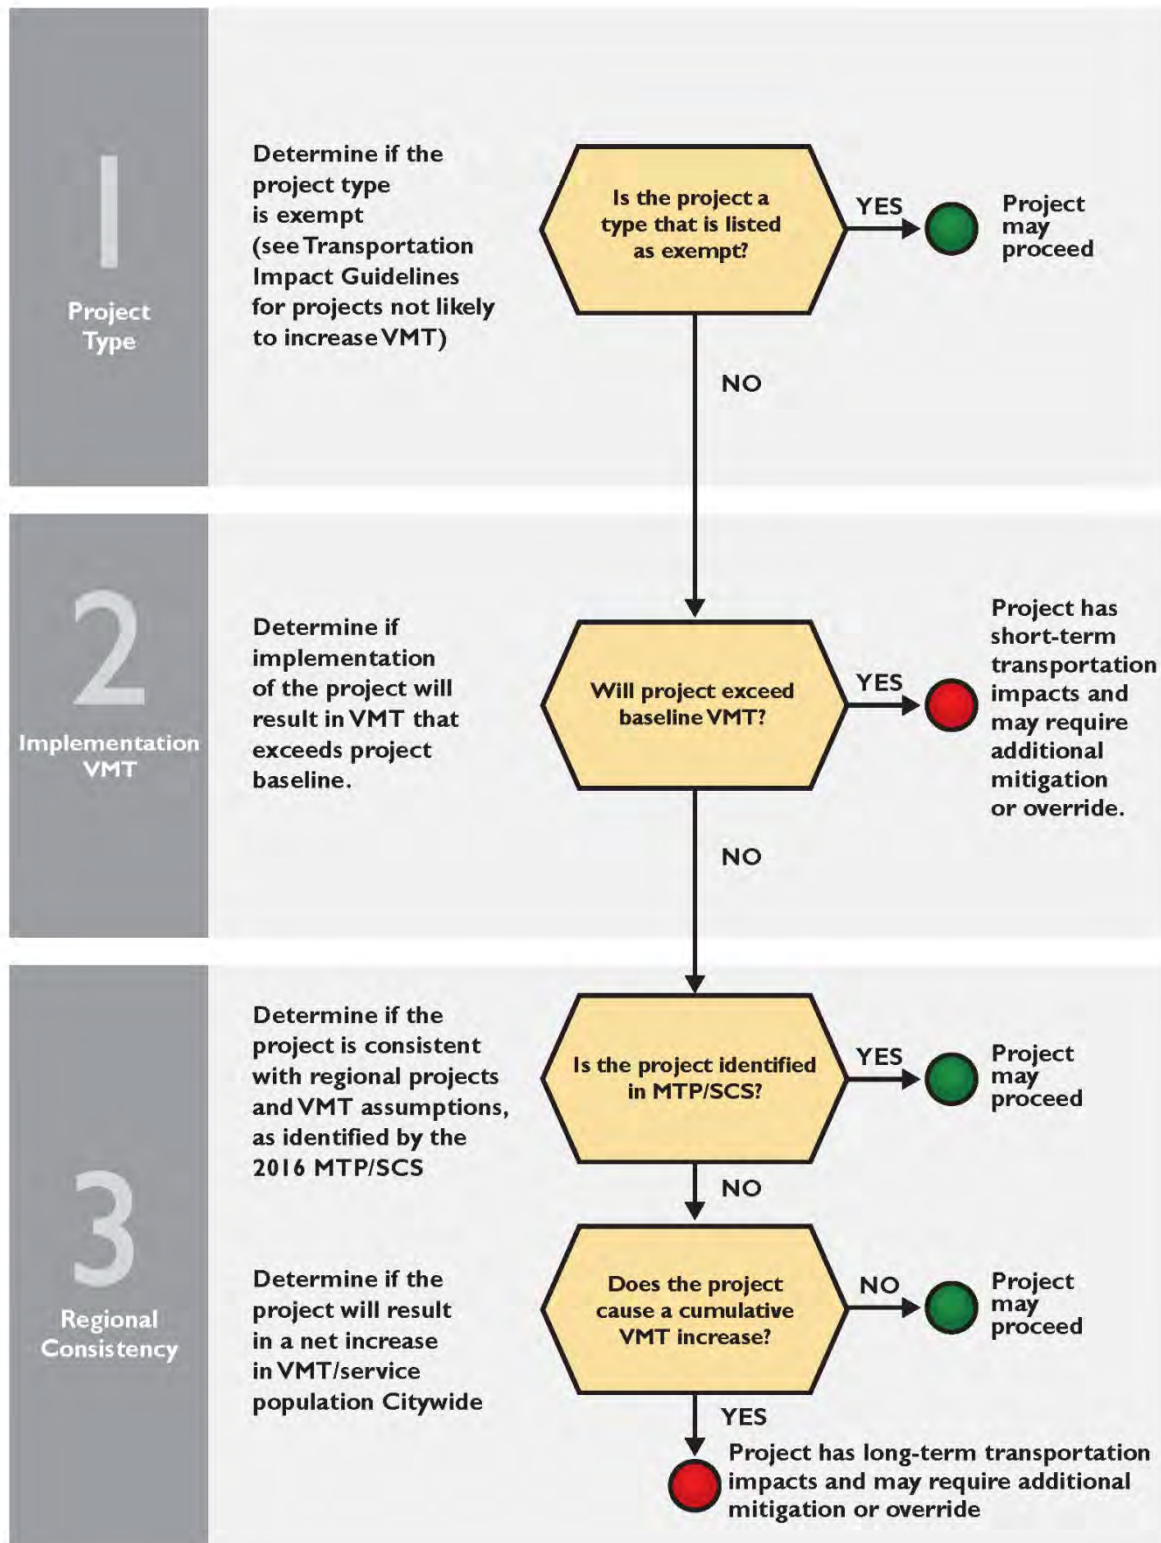 1
Project
Type
Determine if the
project type
is exempt
(see Transportation
Impact Guidelines
for projects not likely
to increase VMT)
Is the project a
type that is listed
as exempt?
YES
Project
may
proceed
NO
2
Implementation
VMT
Determine if
implementation
of the project will
result in VMT that
exceeds project
baseline.
Will project exceed
baseline VMT?
YES
Project has
short-term
transportation
impacts and
may require
additional
mitigation
or override.
NO
3
Regional
Consistency
Determine if the
project is consistent
with regional projects
and VMT assumptions,
as identified by the
2016 MTP/SCS
Is the project identified
in MTP/SCS?
YES
Project
may
proceed
NO
Determine if the
project will result
in a net increase
in VMT/service
population Citywide
Does the project
cause a cumulative
VMT increase?
NO
Project
may
proceed
YES
Project has long-term transportation
impacts and may require additional
mitigation or override